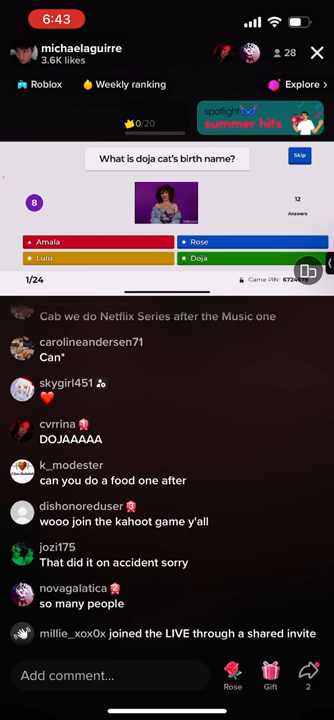 6:43
michaelaguirre
3.6K likes
28
Roblox
Weekly ranking
Explore >
0/20
spotlight
summer hits
What is doja cat's birth name?
Skip
8
12
Answers
Amala
Rose
Lulu
Doja
1/24
Game PIN:
Cab we do Netflix Series after the Music one
carolineandersen71
Can*
skygirl451
❤️
cvrrina 1
DOJAAAAA
k_modester
can you do a food one after
dishonoreduser 3
wooo join the kahoot game y'all
jozi175
That did it on accident sorry
novagalatica 2
so many people
millie_xox0x joined the LIVE through a shared invite
Add comment...
Rose
Gift
2